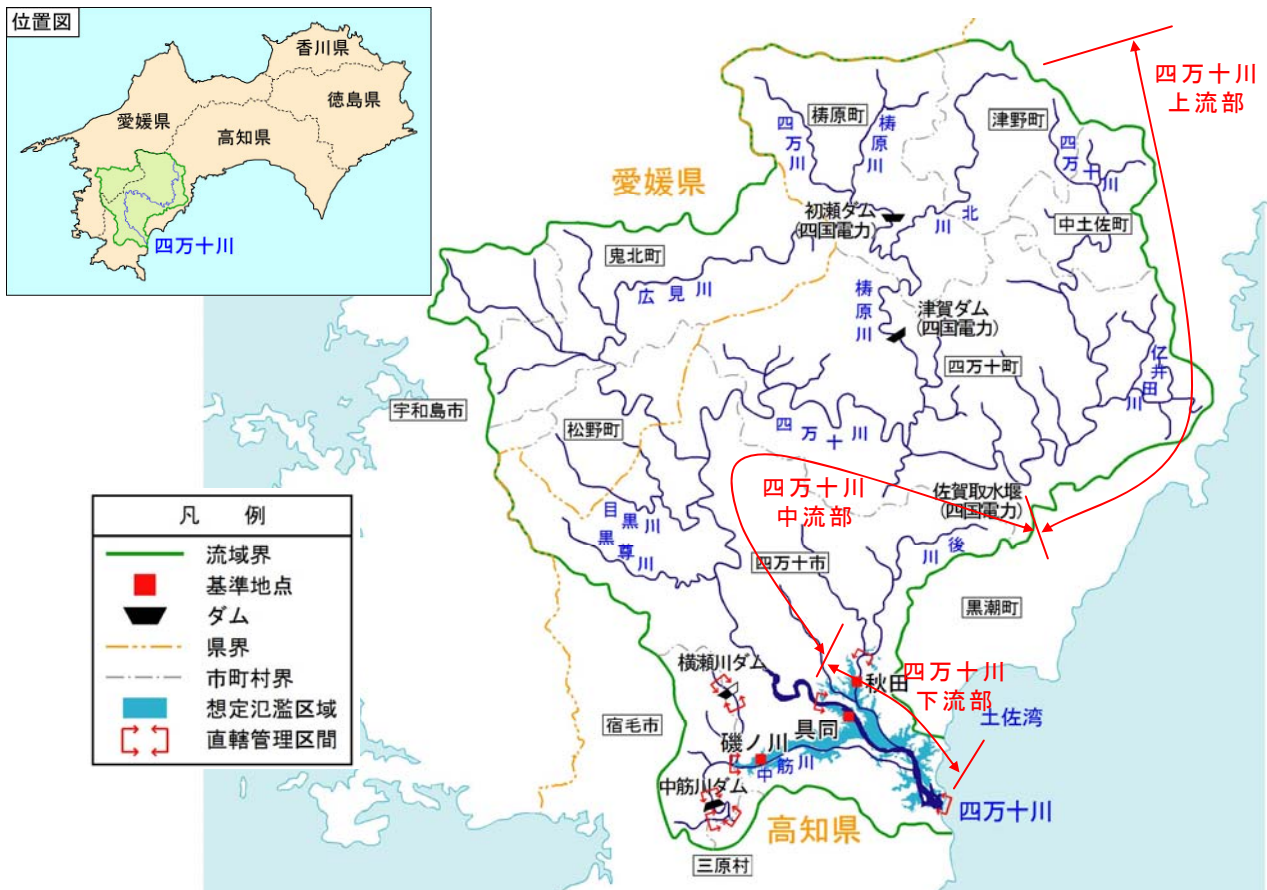 位置図
香川県
徳島県
愛媛県
高知県
四万十川
四万十川
上流部
梼原町
津野町
四万川
梼原川
四万十川
愛媛県
初瀬ダム
(四国電力)
北川
中土佐町
鬼北町
広見川
梼原川
津賀ダム
(四国電力)
四万十町
仁井田川
宇和島市
松野町
四万十川
四万十川
中流部
佐賀取水堰
(四国電力)
目黒川
黒尊川
後川
四万十市
黒潮町
凡 例
流域界
基準地点
ダム
県界
市町村界
想定氾濫区域
直轄管理区間
横瀬川ダム
秋田
四万十川
下流部
土佐湾
宿毛市
具同
磯ノ川
中筋川
中筋川ダム
四万十川
高知県
三原村